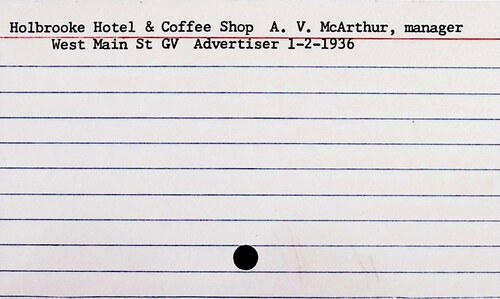 Holbrooke Hotel & Coffee Shop A. V. McArthur, manager
West Main St GV Advertiser 1-2-1936